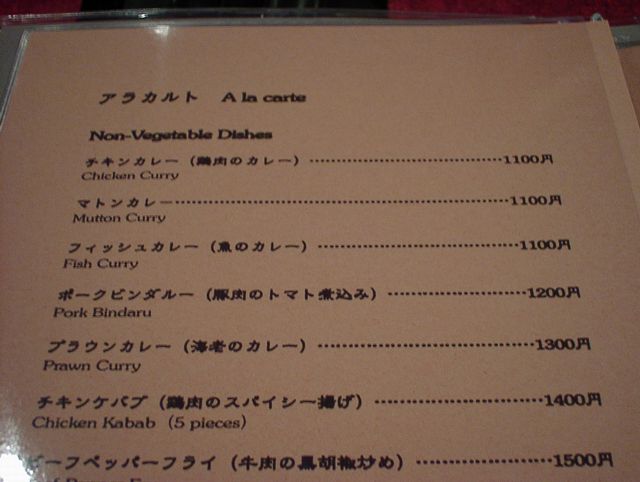 アラカルト A la carte
Non-Vegetable Dishes
チキンカレー（鶏肉のカレー）‥‥‥‥‥‥‥‥‥‥‥‥‥‥‥‥1100円
Chicken Curry
マトンカレー‥‥‥‥‥‥‥‥‥‥‥‥‥‥‥‥‥‥‥‥‥‥‥‥‥1100円
Mutton Curry
フィッシュカレー（魚のカレー）‥‥‥‥‥‥‥‥‥‥‥‥‥‥‥1100円
Fish Curry
ポークビンダルー（豚肉のトマト煮込み）‥‥‥‥‥‥‥‥‥‥1200円
Pork Bindaru
プラウンカレー（海老のカレー）‥‥‥‥‥‥‥‥‥‥‥‥‥‥1300円
Prawn Curry
チキンケバブ（鶏肉のスパイシー揚げ）‥‥‥‥‥‥‥‥‥‥1400円
Chicken Kabab（5 pieces）
ビーフペッパーフライ（牛肉の黒胡椒炒め）‥‥‥‥‥‥‥‥1500円